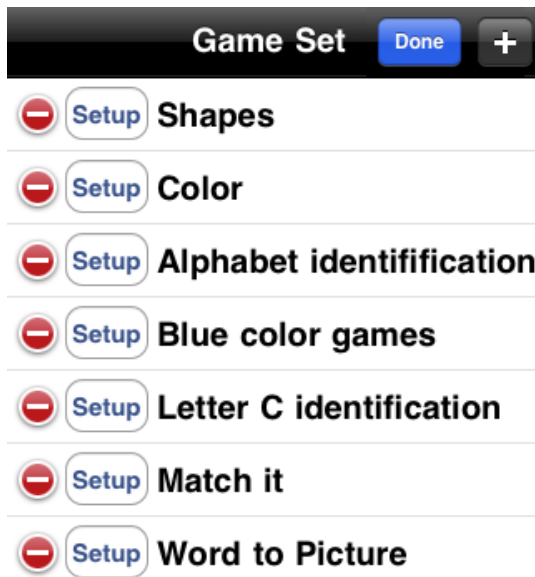 Game Set Done +
Setup Shapes
Setup Color
Setup Alphabet identifification
Setup Blue color games
Setup Letter C identification
Setup Match it
Setup Word to Picture